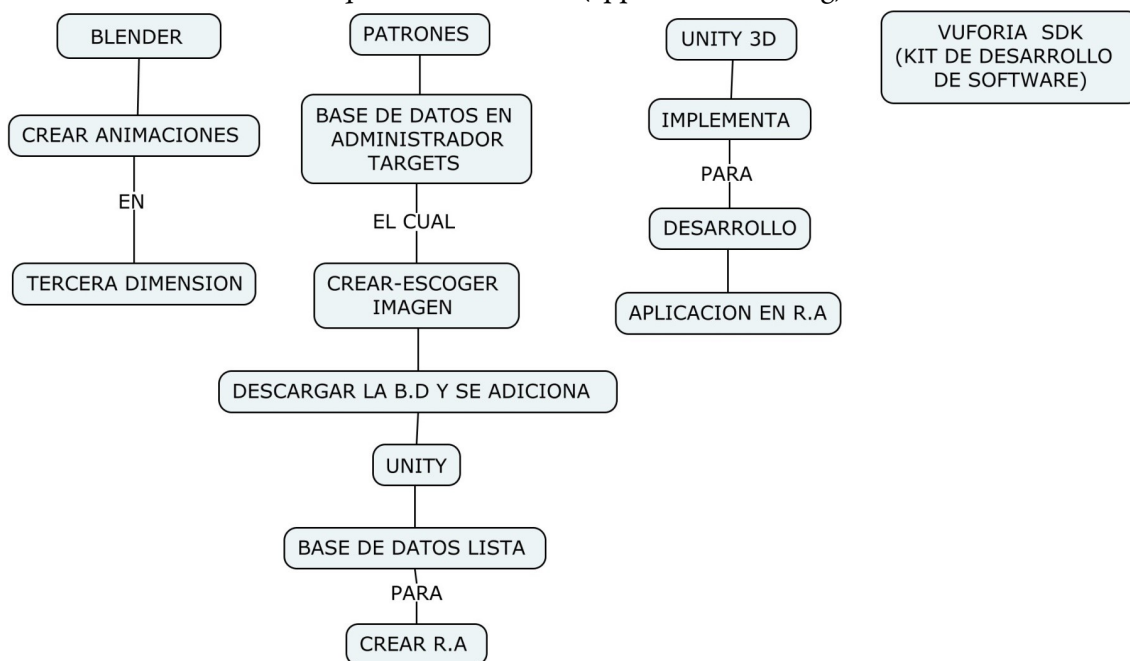 BLENDER
CREAR ANIMACIONES
EN
TERCERA DIMENSION
PATRONES
BASE DE DATOS EN
ADMINISTRADOR
TARGETS
EL CUAL
CREAR-ESCOGER
IMAGEN
DESCARGAR LA B.D Y SE ADICIONA
UNITY
BASE DE DATOS LISTA
PARA
CREAR R.A
UNITY 3D
IMPLEMENTA
PARA
DESARROLLO
APLICACION EN R.A
VUFORIA SDK
(KIT DE DESARROLLO
DE SOFTWARE)